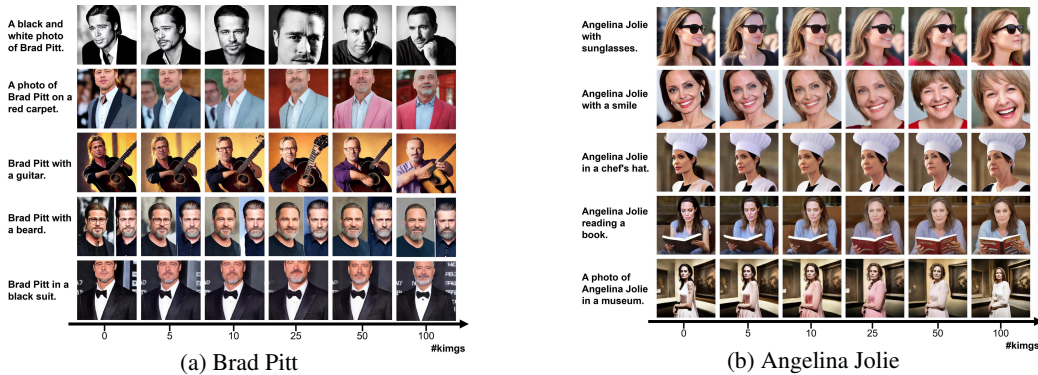 A black and
white photo
of Brad Pitt.
A photo of
Brad Pitt on a
red carpet.
Brad Pitt with
a guitar.
Brad Pitt with
a beard.
Brad Pitt in a
black suit.
0 5 10 25 50 100
#kimgs
(a) Brad Pitt
Angelina Jolie
with
sunglasses.
Angelina Jolie
with a smile
Angelina Jolie
in a chef's hat.
Angelina Jolie
reading a
book.
A photo of
Angelina Jolie
in a museum.
0 5 10 25 50 100
#kimgs
(b) Angelina Jolie